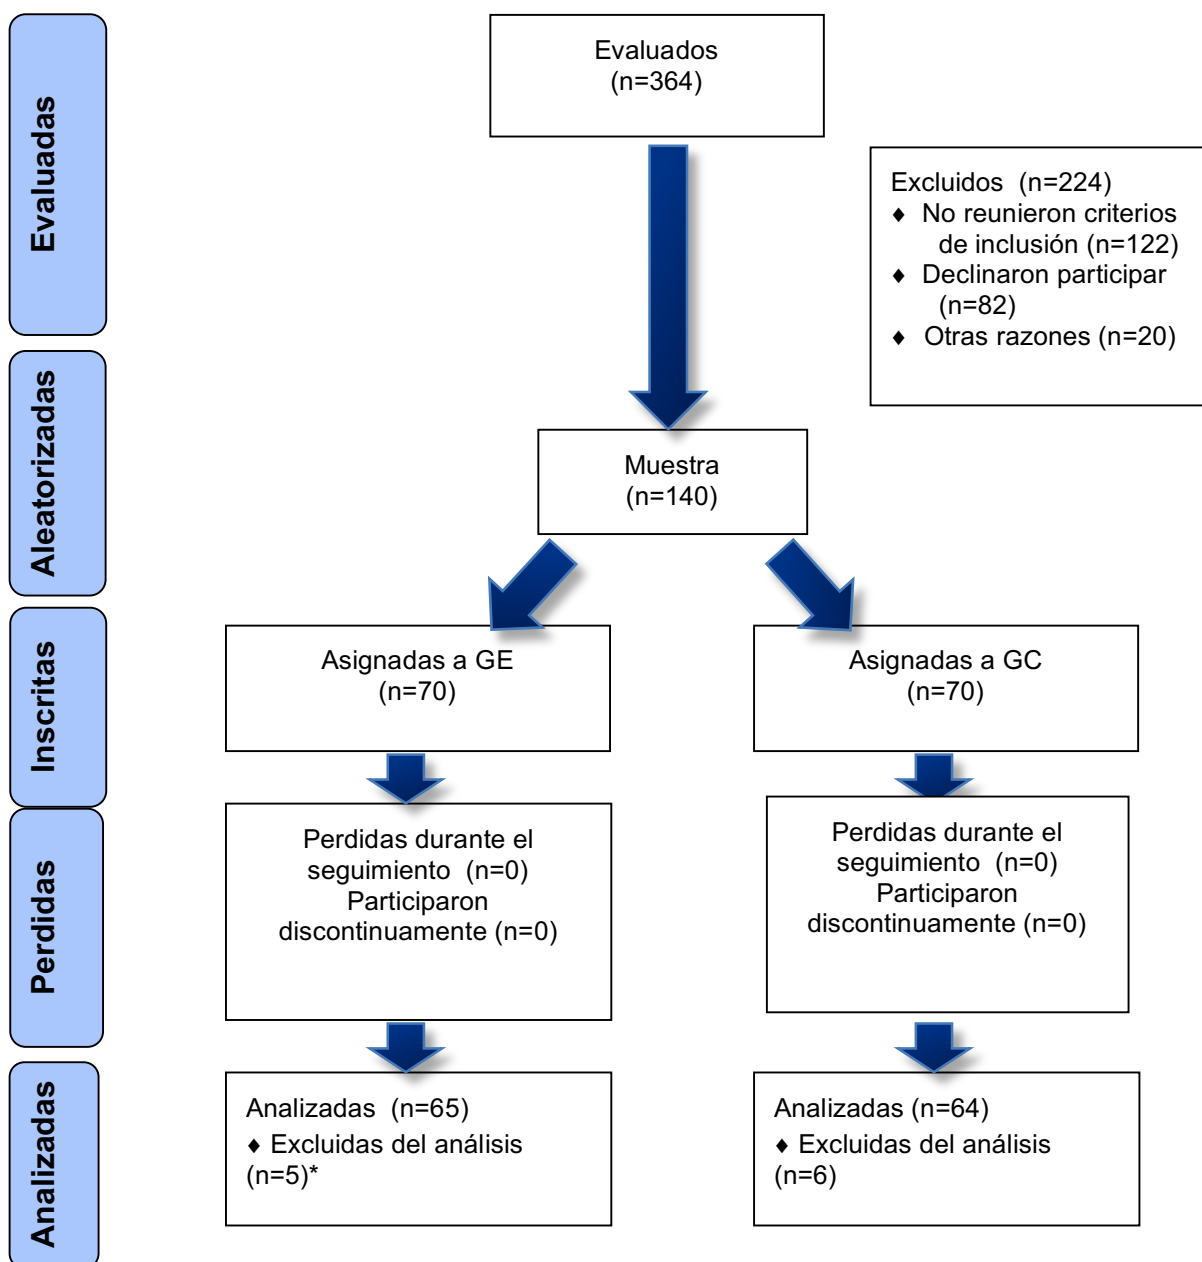 Evaluadas
Evaluados
(n=364)
Excluidos (n=224)
♦ No reunieron criterios
de inclusión (n=122)
♦ Declinaron participar
(n=82)
♦ Otras razones (n=20)
Aleatorizadas
Muestra
(n=140)
Inscritas
Asignadas a GE
(n=70)
Asignadas a GC
(n=70)
Perdidas
Perdidas durante el
seguimiento (n=0)
Participaron
discontinuamente (n=0)
Perdidas durante el
seguimiento (n=0)
Participaron
discontinuamente (n=0)
Analizadas
Analizadas (n=65)
♦ Excluidas del análisis
(n=5)*
Analizadas (n=64)
♦ Excluidas del análisis
(n=6)